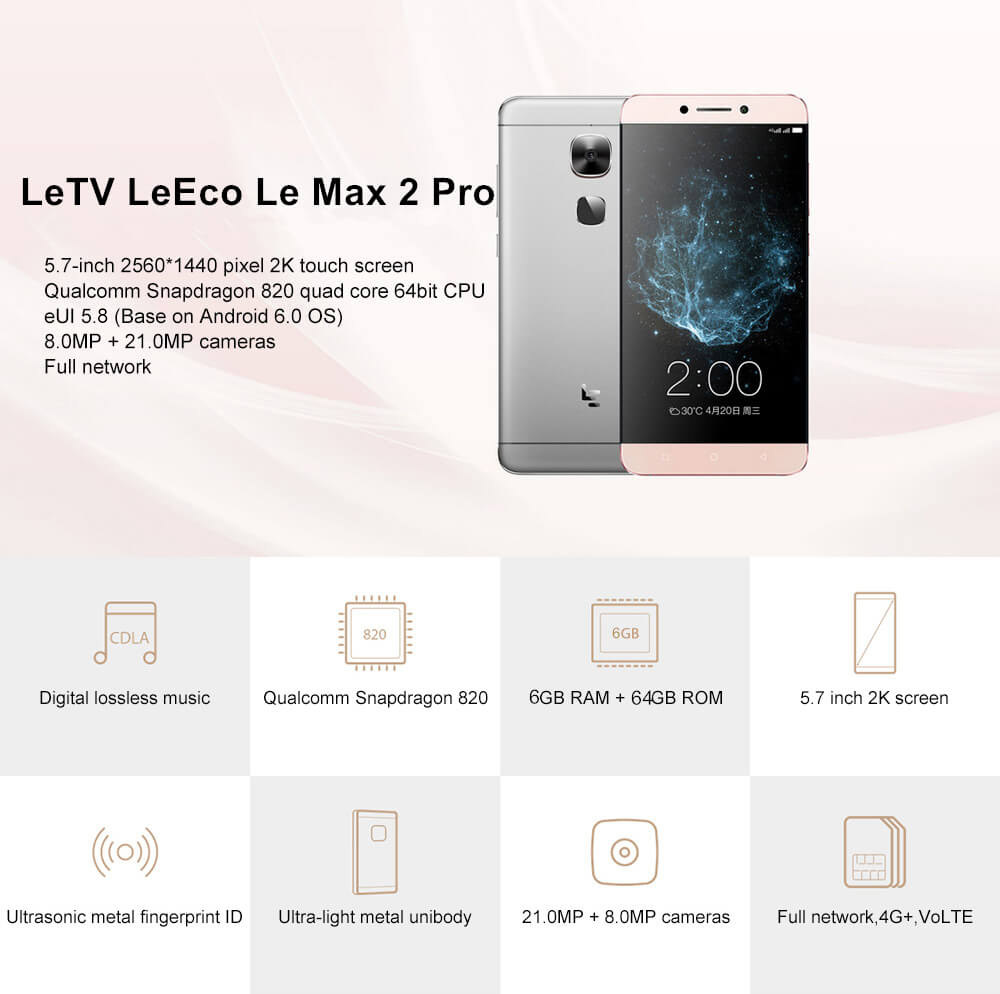 LeTV LeEco Le Max 2 Pro
5.7-inch 2560*1440 pixel 2K touch screen
Qualcomm Snapdragon 820 quad core 64bit CPU
eUI 5.8 (Base on Android 6.0 OS)
8.0MP + 21.0MP cameras
Full network
2:00
30°C 4月20日 周三
CDLA
820
6GB
Digital lossless music
Qualcomm Snapdragon 820
6GB RAM + 64GB ROM
5.7 inch 2K screen
Ultrasonic metal fingerprint ID
Ultra-light metal unibody
21.0MP + 8.0MP cameras
Full network,4G+,VoLTE